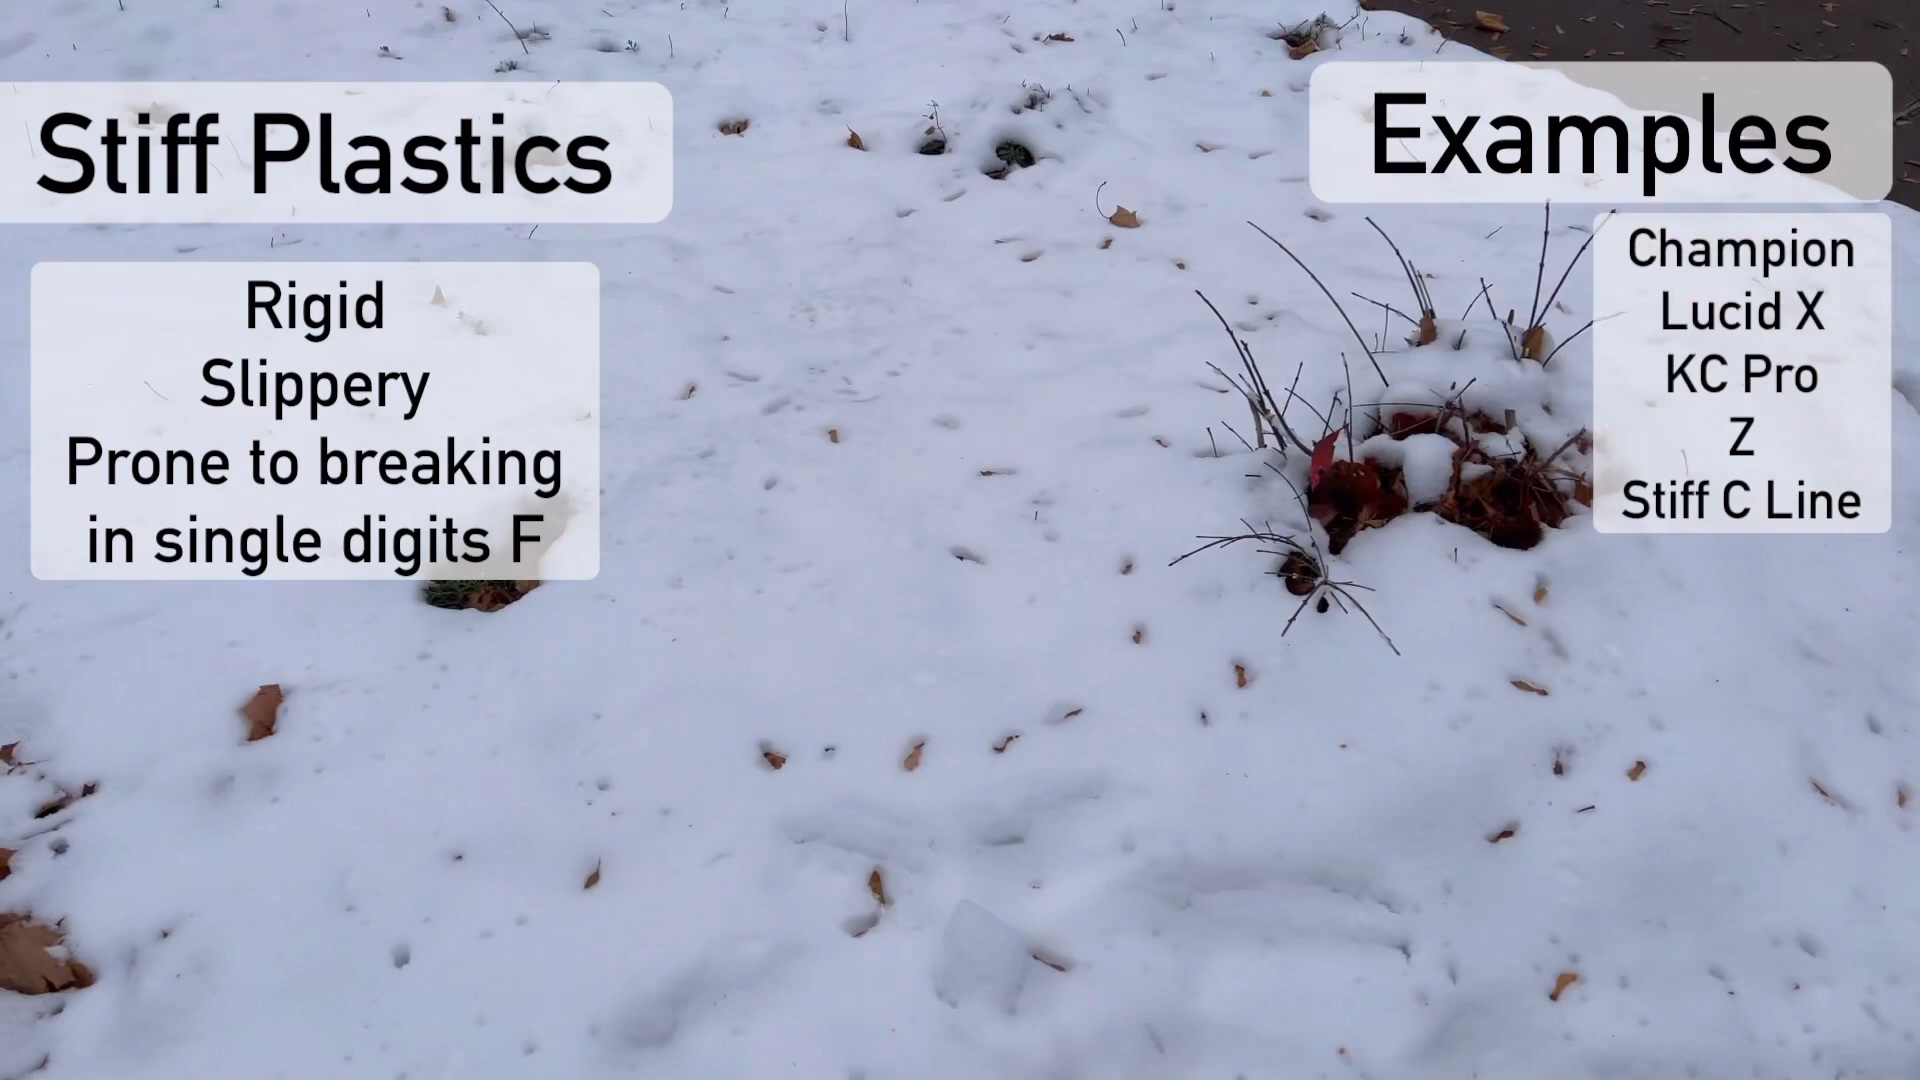 Stiff Plastics
Rigid
Slippery
Prone to breaking
in single digits F
Examples
Champion
Lucid X
KC Pro
Z
Stiff C Line